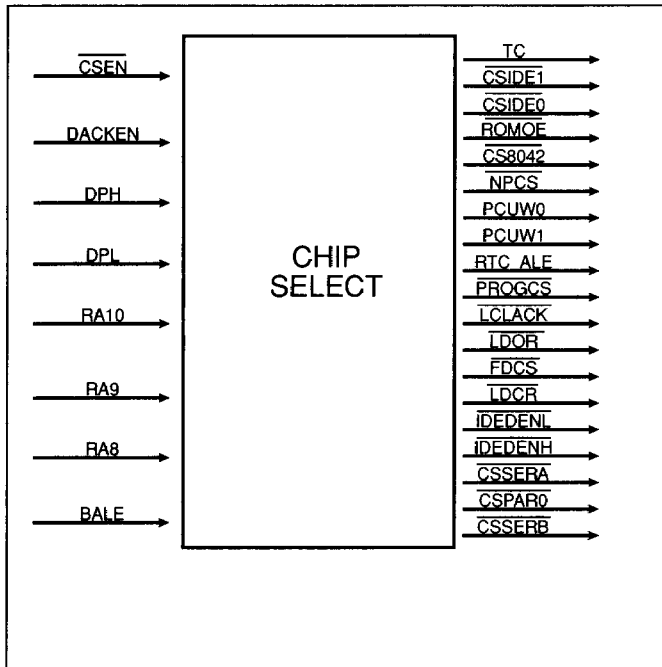 CSEN
DACKEN
DPH
DPL
RA10
RA9
RA8
BALE
CHIP
SELECT
TC
CSIDE1
CSIDE0
ROMOE
CS8042
NPCS
PCUW0
PCUW1
RTC ALE
PROGCS
LCLACK
LDOR
FDCS
LDCR
IDEDENL
IDEDENH
CSSERA
CSPAR0
CSSERB